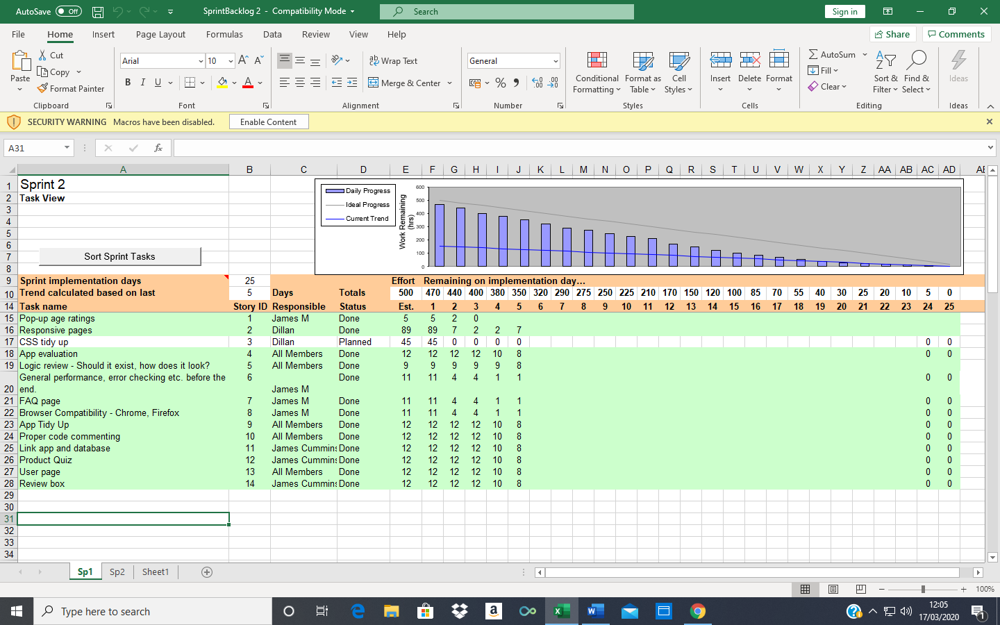 AutoSave Off SprintBacklog 2 - Compatibility Mode Search Sign in
File Home Insert Page Layout Formulas Data Review View Help Share Comments
Paste Cut Copy Format Painter Clipboard
Arial 10 A A B I U A Font
ab Wrap Text Merge & Center Alignment
General % Number
Conditional Formatting Format as Table Cell Styles Styles
Insert Delete Format Cells
AutoSum Fill Clear Sort & Filter Find & Select Editing
Ideas Ideas
SECURITY WARNING Macros have been disabled. Enable Content
A31 fx
A B C D E F G H I J K L M N O P Q R S T U V W X Y Z AA AB AC AD
1 Sprint 2
2 Task View
3
4
5
6
7 Sort Sprint Tasks
8
Daily Progress
Ideal Progress
Current Trend
Work Remaining (hrs)
600
500
400
300
200
100
0
9 Sprint implementation days 25 Effort Remaining on implementation day...
10 Trend calculated based on last 5 Days Totals 500 470 440 400 380 350 320 290 275 250 225 210 170 150 120 100 85 70 55 40 30 25 20 10 5 0
14 Task name Story ID Responsible Status Est. 1 2 3 4 5 6 7 8 9 10 11 12 13 14 15 16 17 18 19 20 21 22 23 24 25
15 Pop-up age ratings 1 James M Done 5 5 2 0
16 Responsive pages 2 Dillan Done 89 89 7 2 2 7
17 CSS tidy up 3 Dillan Planned 45 45 0 0 0 0 0 0
18 App evaluation 4 All Members Done 12 12 12 12 10 8 0 0
19 Logic review - Should it exist, how does it look? 5 All Members Done 9 9 9 9 9 8
General performance, error checking etc. before the 6 Done 11 11 4 4 1 1 0 0
20 end. James M
21 FAQ page 7 James M Done 11 11 4 4 1 1 0 0
22 Browser Compatibility - Chrome, Firefox 8 James M Done 11 11 4 4 1 1 0 0
23 App Tidy Up 9 All Members Done 12 12 12 12 10 8 0 0
24 Proper code commenting 10 All Members Done 12 12 12 12 10 8 0 0
25 Link app and database 11 James Cummins Done 12 12 12 12 10 8 0 0
26 Product Quiz 12 James Cummins Done 12 12 12 12 10 8 0 0
27 User page 13 All Members Done 12 12 12 12 10 8 0 0
28 Review box 14 James Cummins Done 12 12 12 12 10 8 0 0
29
30
31
32
33
34
Sp1 Sp2 Sheet1
100%
Type here to search
12:05
17/03/2020